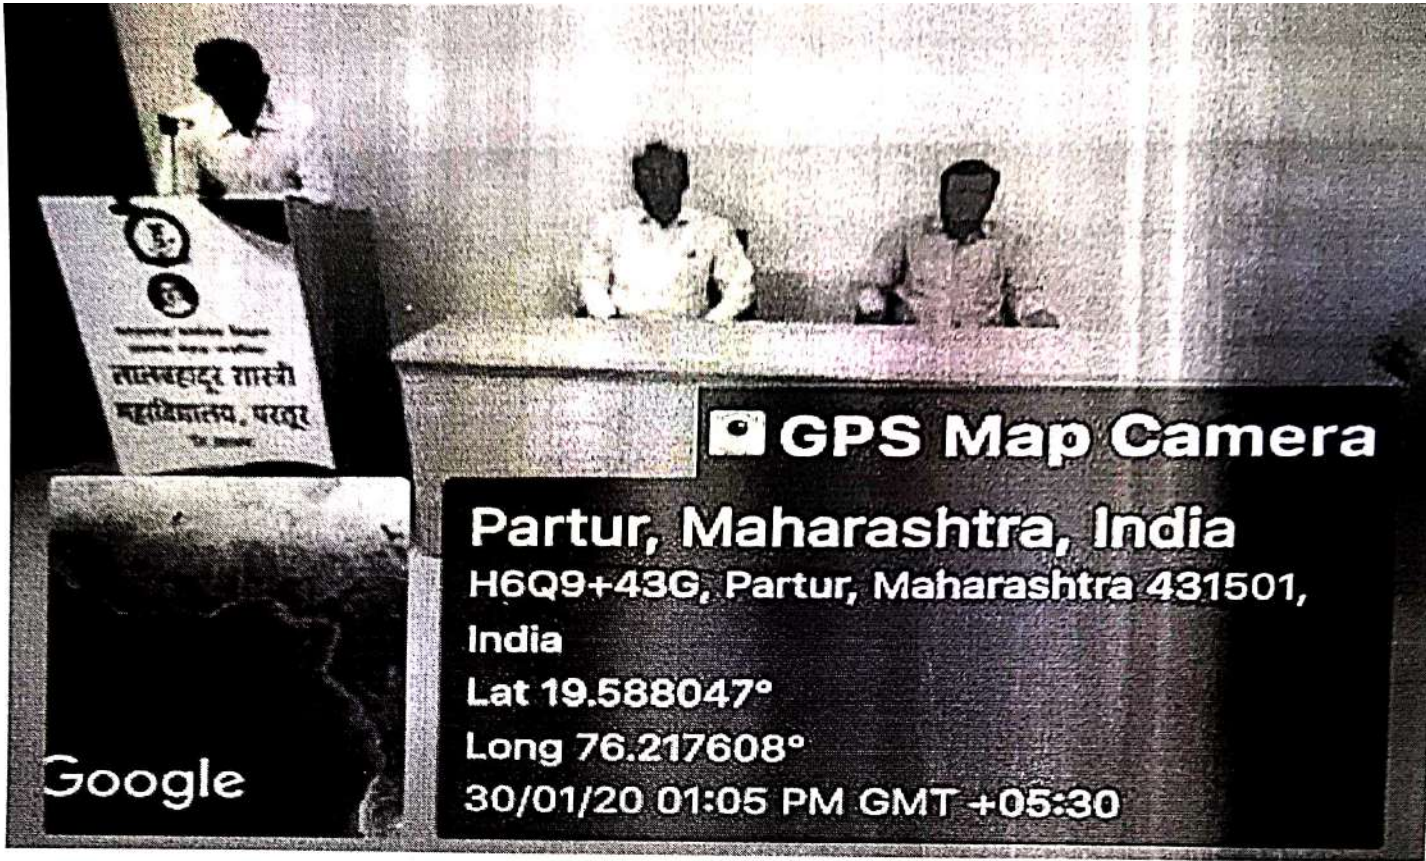 लालबहादूर शास्त्री
महाविद्यालय, परतूर
GPS Map Camera
Partur, Maharashtra, India
H6Q9+43G, Partur, Maharashtra 431501,
India
Lat 19.588047°
Long 76.217608°
30/01/20 01:05 PM GMT +05:30
Google